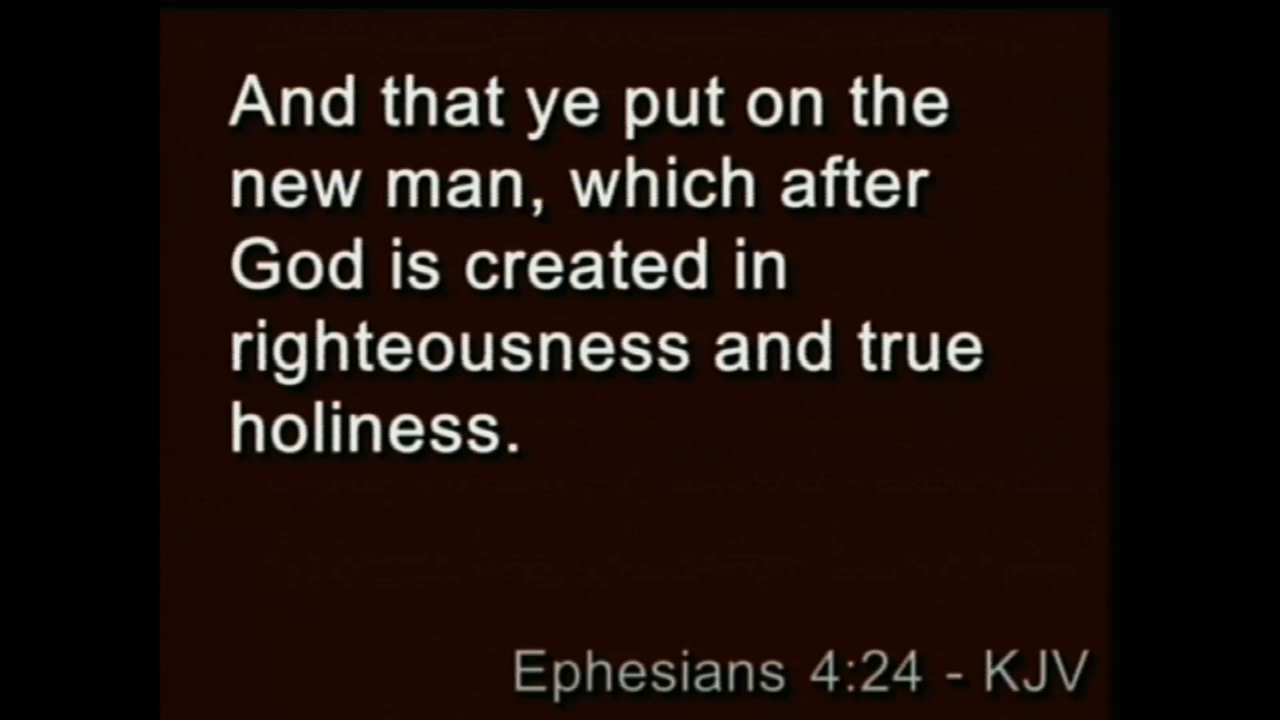 And that ye put on the
new man, which after
God is created in
righteousness and true
holiness.
Ephesians 4:24 - KJV